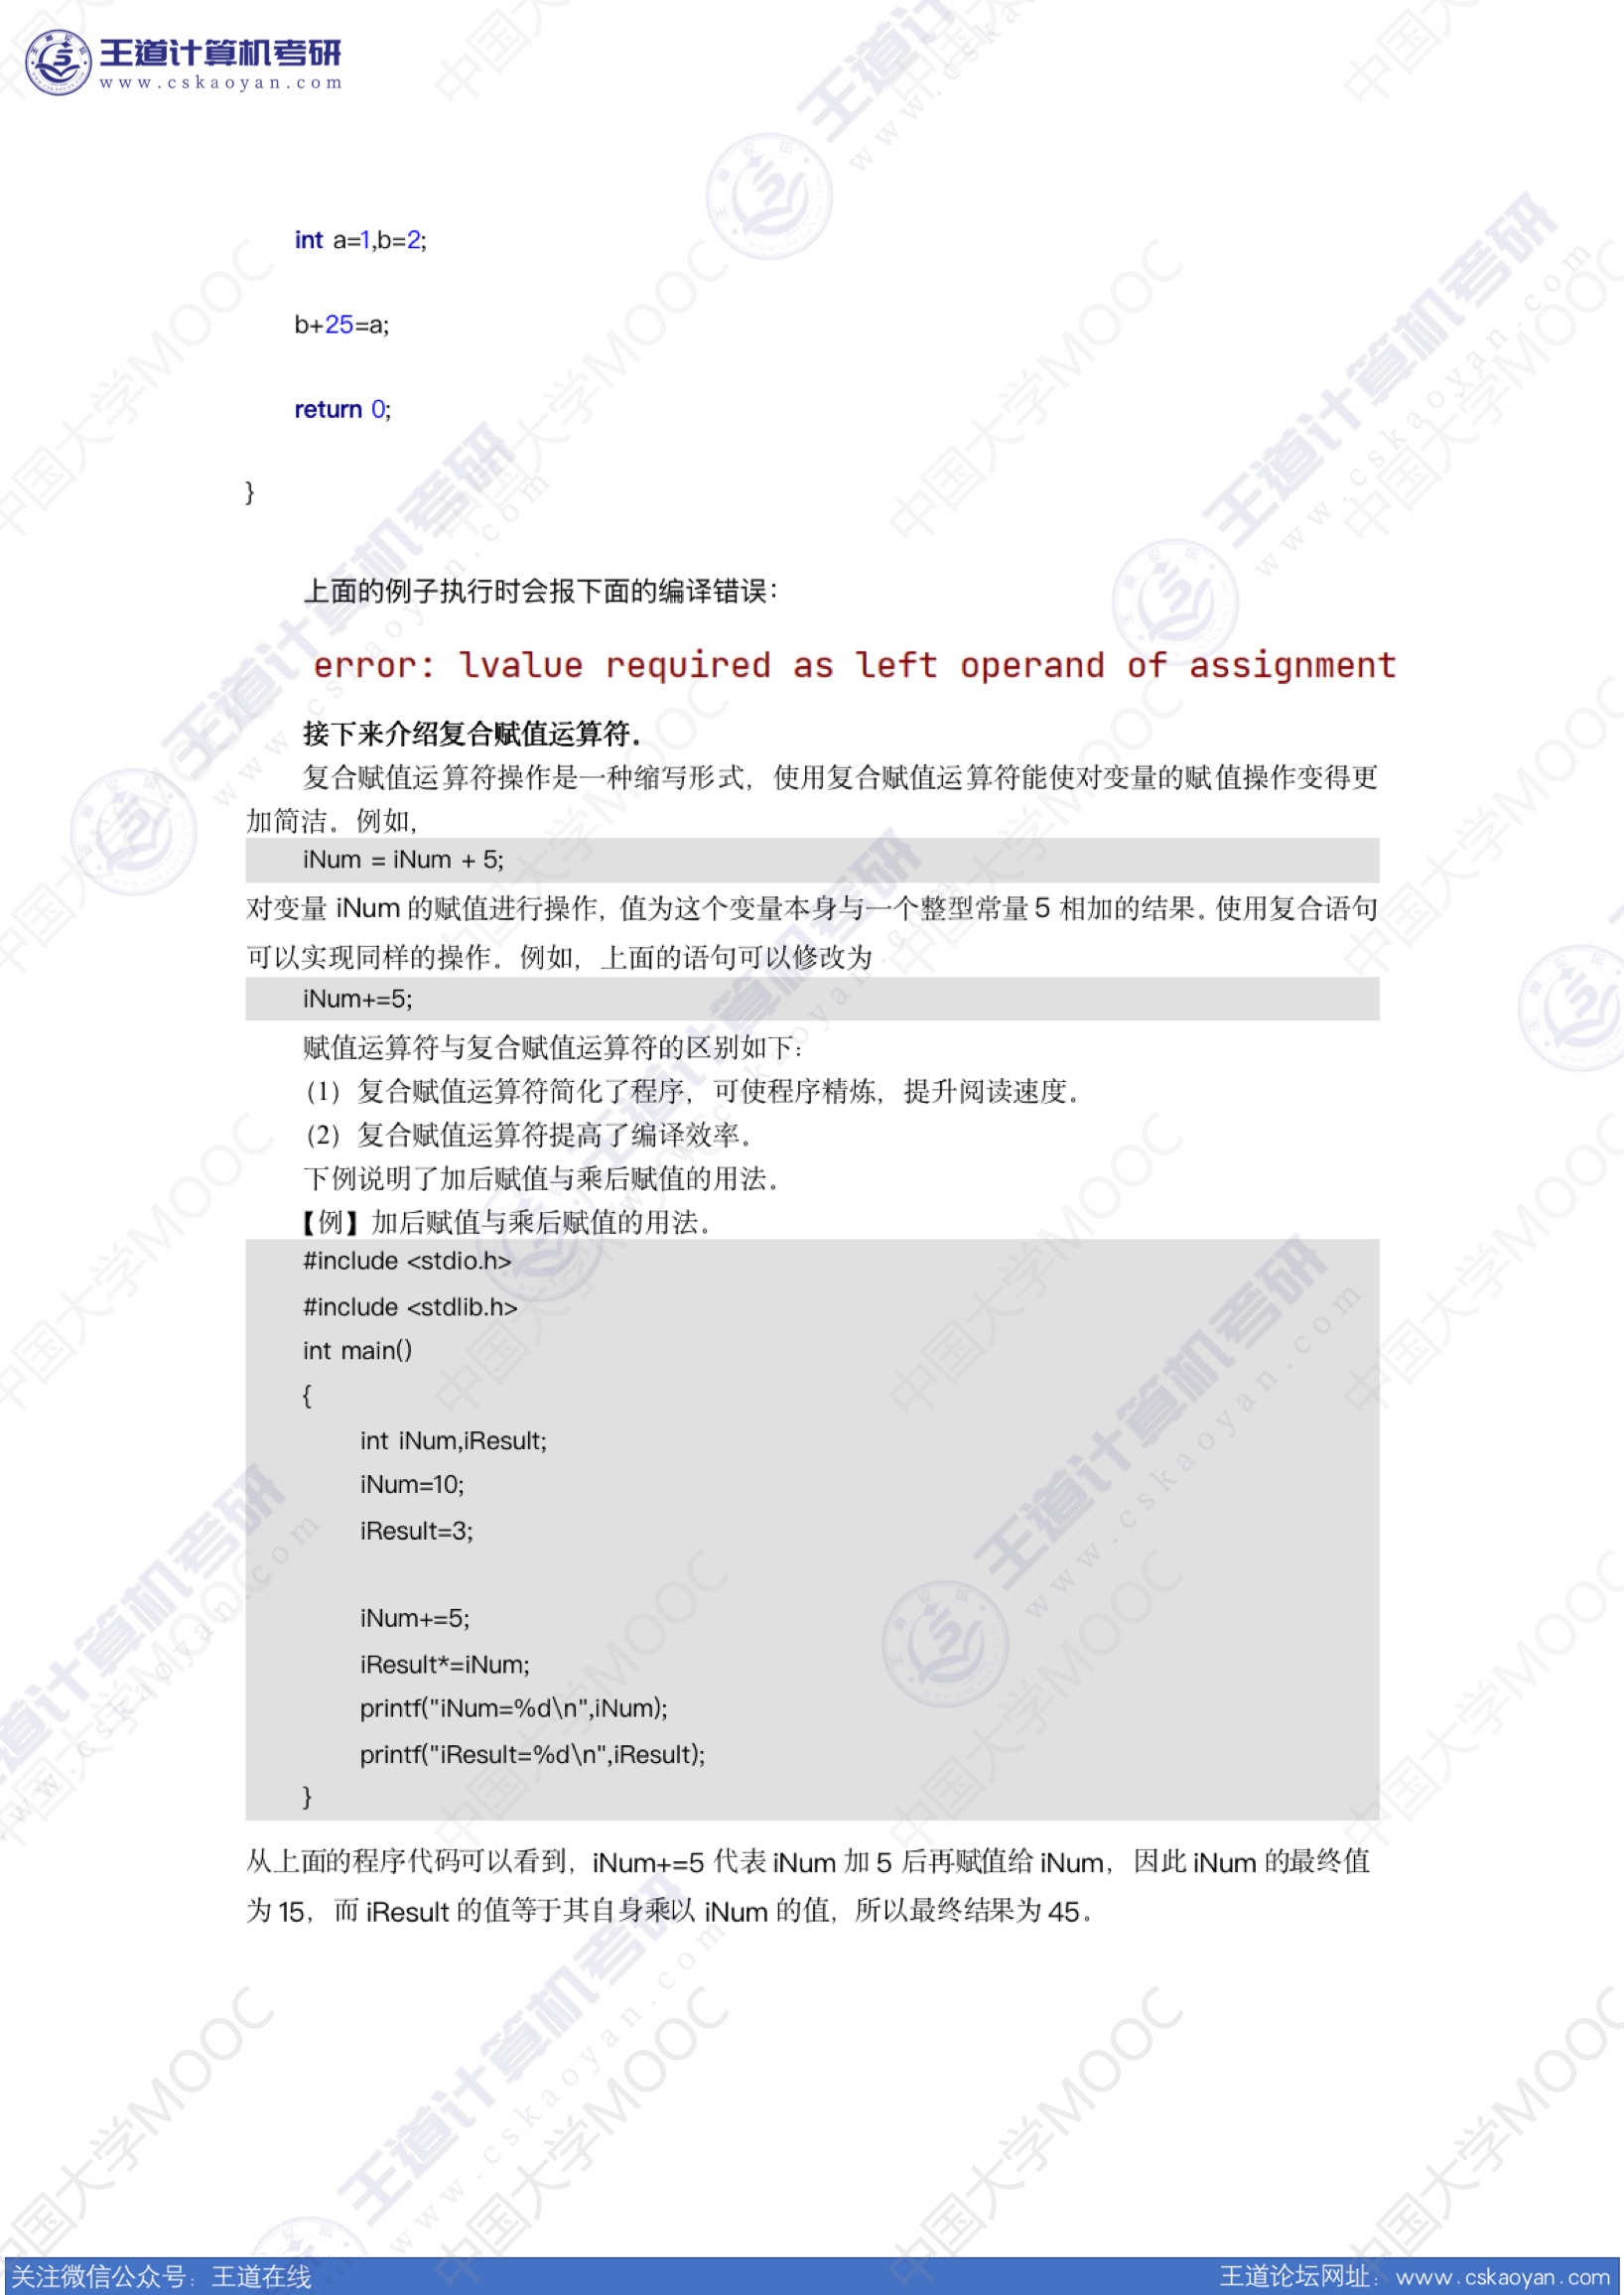 王道计算机考研
www.cskaoyan.com
int a=1,b=2;
b+25=a;
return 0;
}
上面的例子执行时会报下面的编译错误：
error: lvalue required as left operand of assignment
接下来介绍复合赋值运算符。
复合赋值运算符操作是一种缩写形式，使用复合赋值运算符能使对变量的赋值操作变得更
加简洁。例如，
iNum = iNum + 5;
对变量 iNum 的赋值进行操作，值为这个变量本身与一个整型常量 5 相加的结果。使用复合语句
可以实现同样的操作。例如，上面的语句可以修改为
iNum+=5;
赋值运算符与复合赋值运算符的区别如下：
（1）复合赋值运算符简化了程序，可使程序精炼，提升阅读速度。
（2）复合赋值运算符提高了编译效率。
下例说明了加后赋值与乘后赋值的用法。
【例】加后赋值与乘后赋值的用法。
#include <stdio.h>
#include <stdlib.h>
int main()
{
int iNum,iResult;
iNum=10;
iResult=3;
iNum+=5;
iResult*=iNum;
printf("iNum=%d\n",iNum);
printf("iResult=%d\n",iResult);
}
从上面的程序代码可以看到，iNum+=5 代表 iNum 加 5 后再赋值给 iNum，因此 iNum 的最终值
为 15，而 iResult 的值等于其自身乘以 iNum 的值，所以最终结果为 45。
关注微信公众号：王道在线
王道论坛网址：www.cskaoyan.com